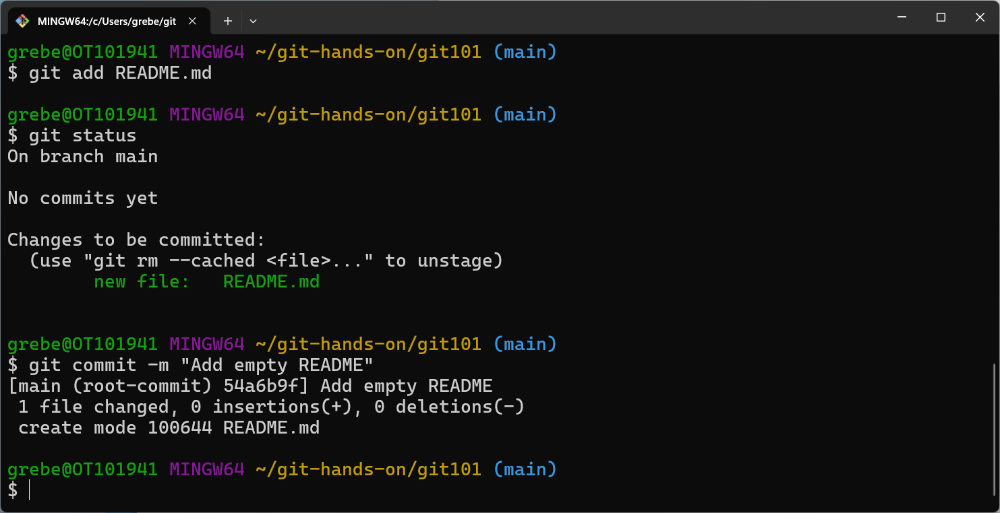 MINGW64:/c/Users/grebe/git
grebe@OT101941 MINGW64 ~/git-hands-on/git101 (main)
$ git add README.md
grebe@OT101941 MINGW64 ~/git-hands-on/git101 (main)
$ git status
On branch main
No commits yet
Changes to be committed:
  (use "git rm --cached <file>..." to unstage)
        new file:   README.md
grebe@OT101941 MINGW64 ~/git-hands-on/git101 (main)
$ git commit -m "Add empty README"
[main (root-commit) 54a6b9f] Add empty README
 1 file changed, 0 insertions(+), 0 deletions(-)
 create mode 100644 README.md
grebe@OT101941 MINGW64 ~/git-hands-on/git101 (main)
$